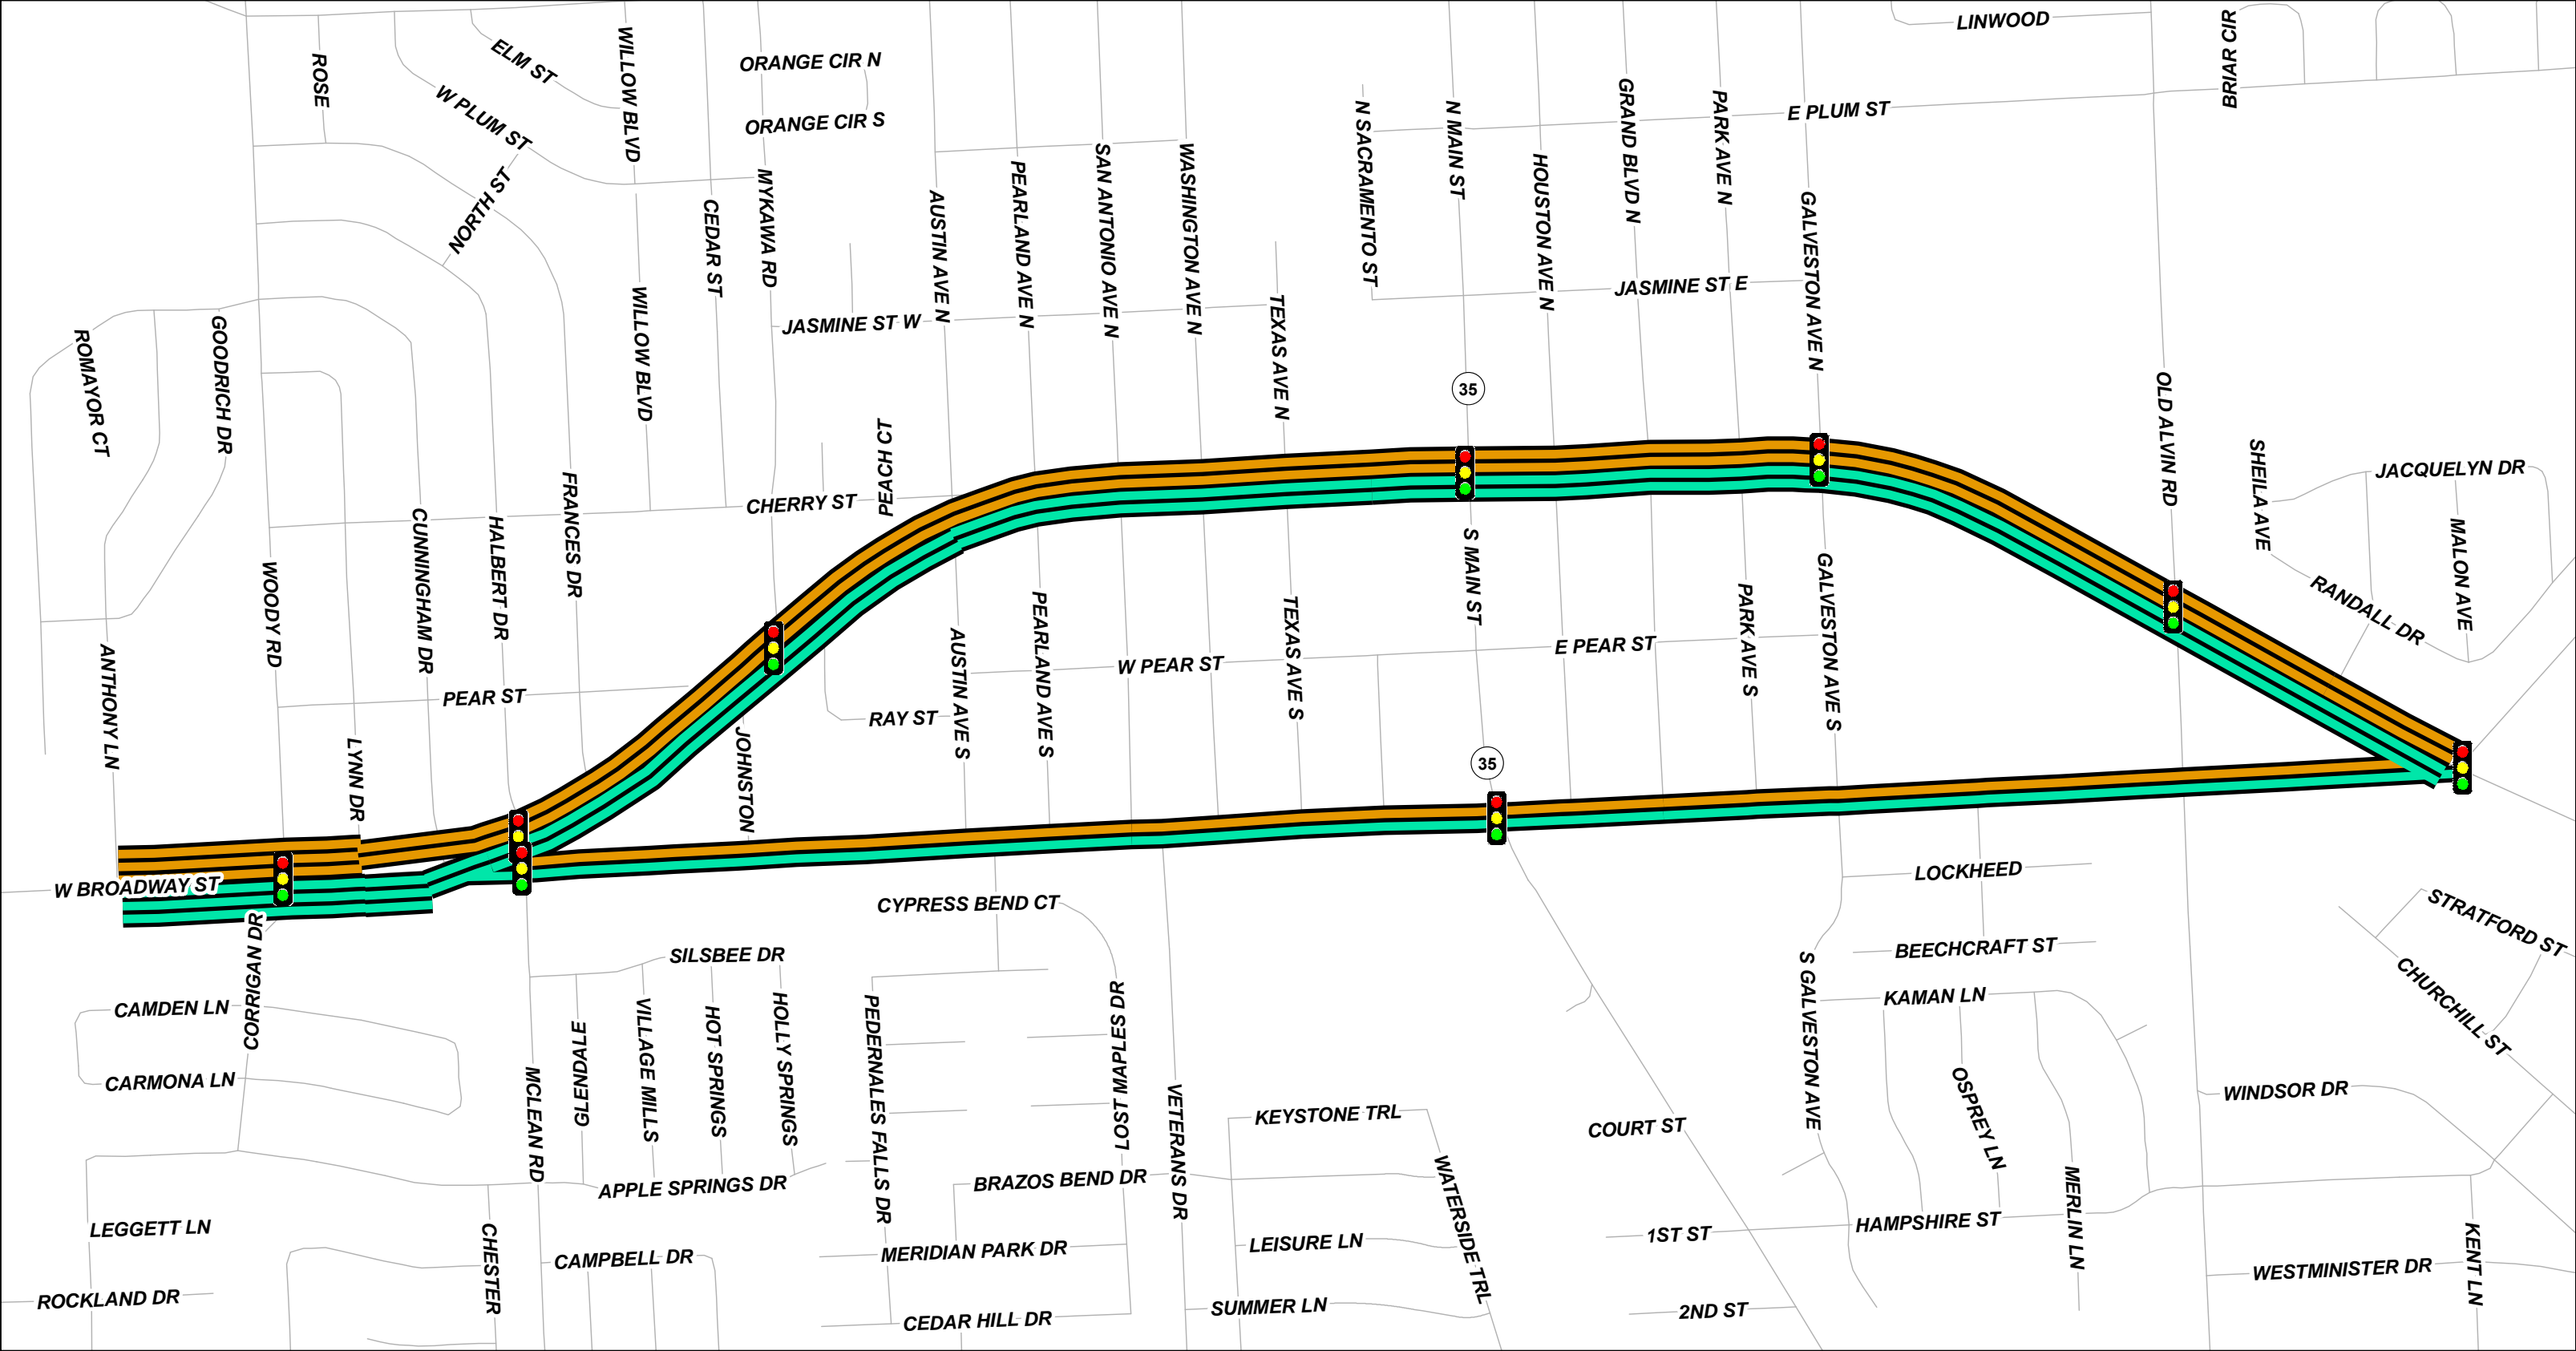 LINWOOD
BRIAR CIR
ROSE
ELM ST
WILLOW BLVD
ORANGE CIR N
W PLUM ST
ORANGE CIR S
E PLUM ST
N SACRAMENTO ST
N MAIN ST
GRAND BLVD N
PARK AVE N
NORTH ST
CEDAR ST
MYKAWA RD
AUSTIN AVE N
PEARLAND AVE N
SAN ANTONIO AVE N
WASHINGTON AVE N
HOUSTON AVE N
GALVESTON AVE N
JASMINE ST E
JASMINE ST W
TEXAS AVE N
ROMAYOR CT
GOODRICH DR
WILLOW BLVD
35
OLD ALVIN RD
PEACH CT
SHEILA AVE
JACQUELYN DR
CHERRY ST
CUNNINGHAM DR
HALBERT DR
FRANCES DR
WOODY RD
S MAIN ST
MALON AVE
RANDALL DR
ANTHONY LN
PEAR ST
RAY ST
AUSTIN AVE S
PEARLAND AVE S
W PEAR ST
TEXAS AVE S
E PEAR ST
PARK AVE S
GALVESTON AVE S
LYNN DR
JOHNSTON
35
W BROADWAY ST
CORRIGAN DR
CYPRESS BEND CT
LOCKHEED
BEECHCRAFT ST
STRATFORD ST
CHURCHILL ST
SILSBEE DR
KAMAN LN
CAMDEN LN
CARMONA LN
GLENDALE
VILLAGE MILLS
HOT SPRINGS
HOLLY SPRINGS
PEDERNALES FALLS DR
LOST MAPLES DR
S GALVESTON AVE
MCLEAN RD
VETERANS DR
KEYSTONE TRL
COURT ST
OSPREY LN
WINDSOR DR
APPLE SPRINGS DR
BRAZOS BEND DR
WATERSIDE TRL
MERLIN LN
LEGGETT LN
CHESTER
CAMPBELL DR
MERIDIAN PARK DR
LEISURE LN
1ST ST
HAMPSHIRE ST
KENT LN
WESTMINISTER DR
ROCKLAND DR
CEDAR HILL DR
SUMMER LN
2ND ST